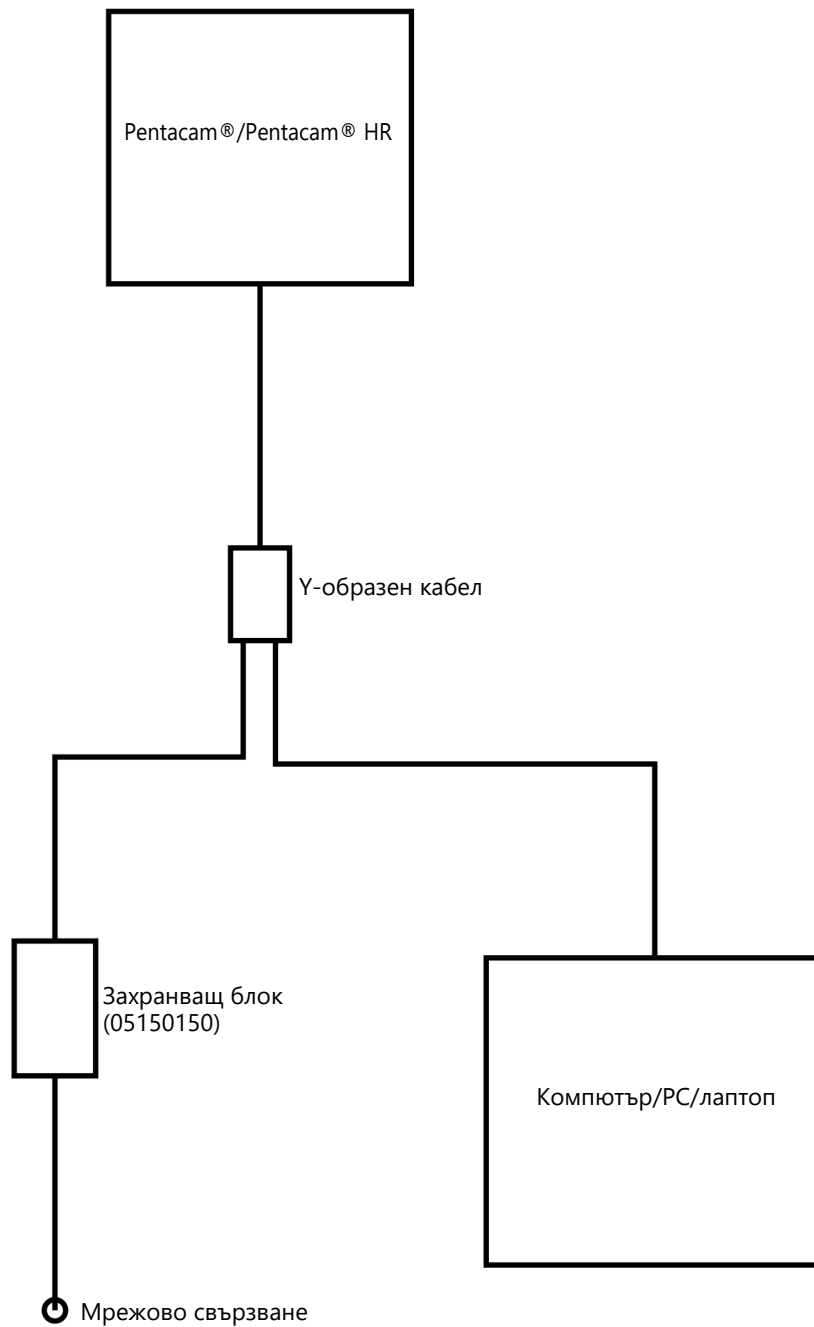 Pentacam®/Pentacam® HR
Y-образен кабел
Захранващ блок
(05150150)
Компютър/PC/лаптоп
Мрежово свързване